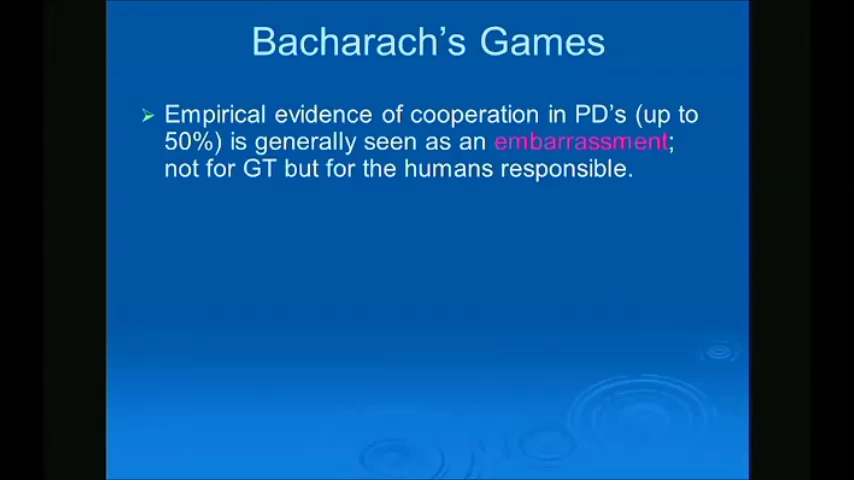 Bacharach's Games
Empirical evidence of cooperation in PD's (up to
50%) is generally seen as an embarrassment;
not for GT but for the humans responsible.